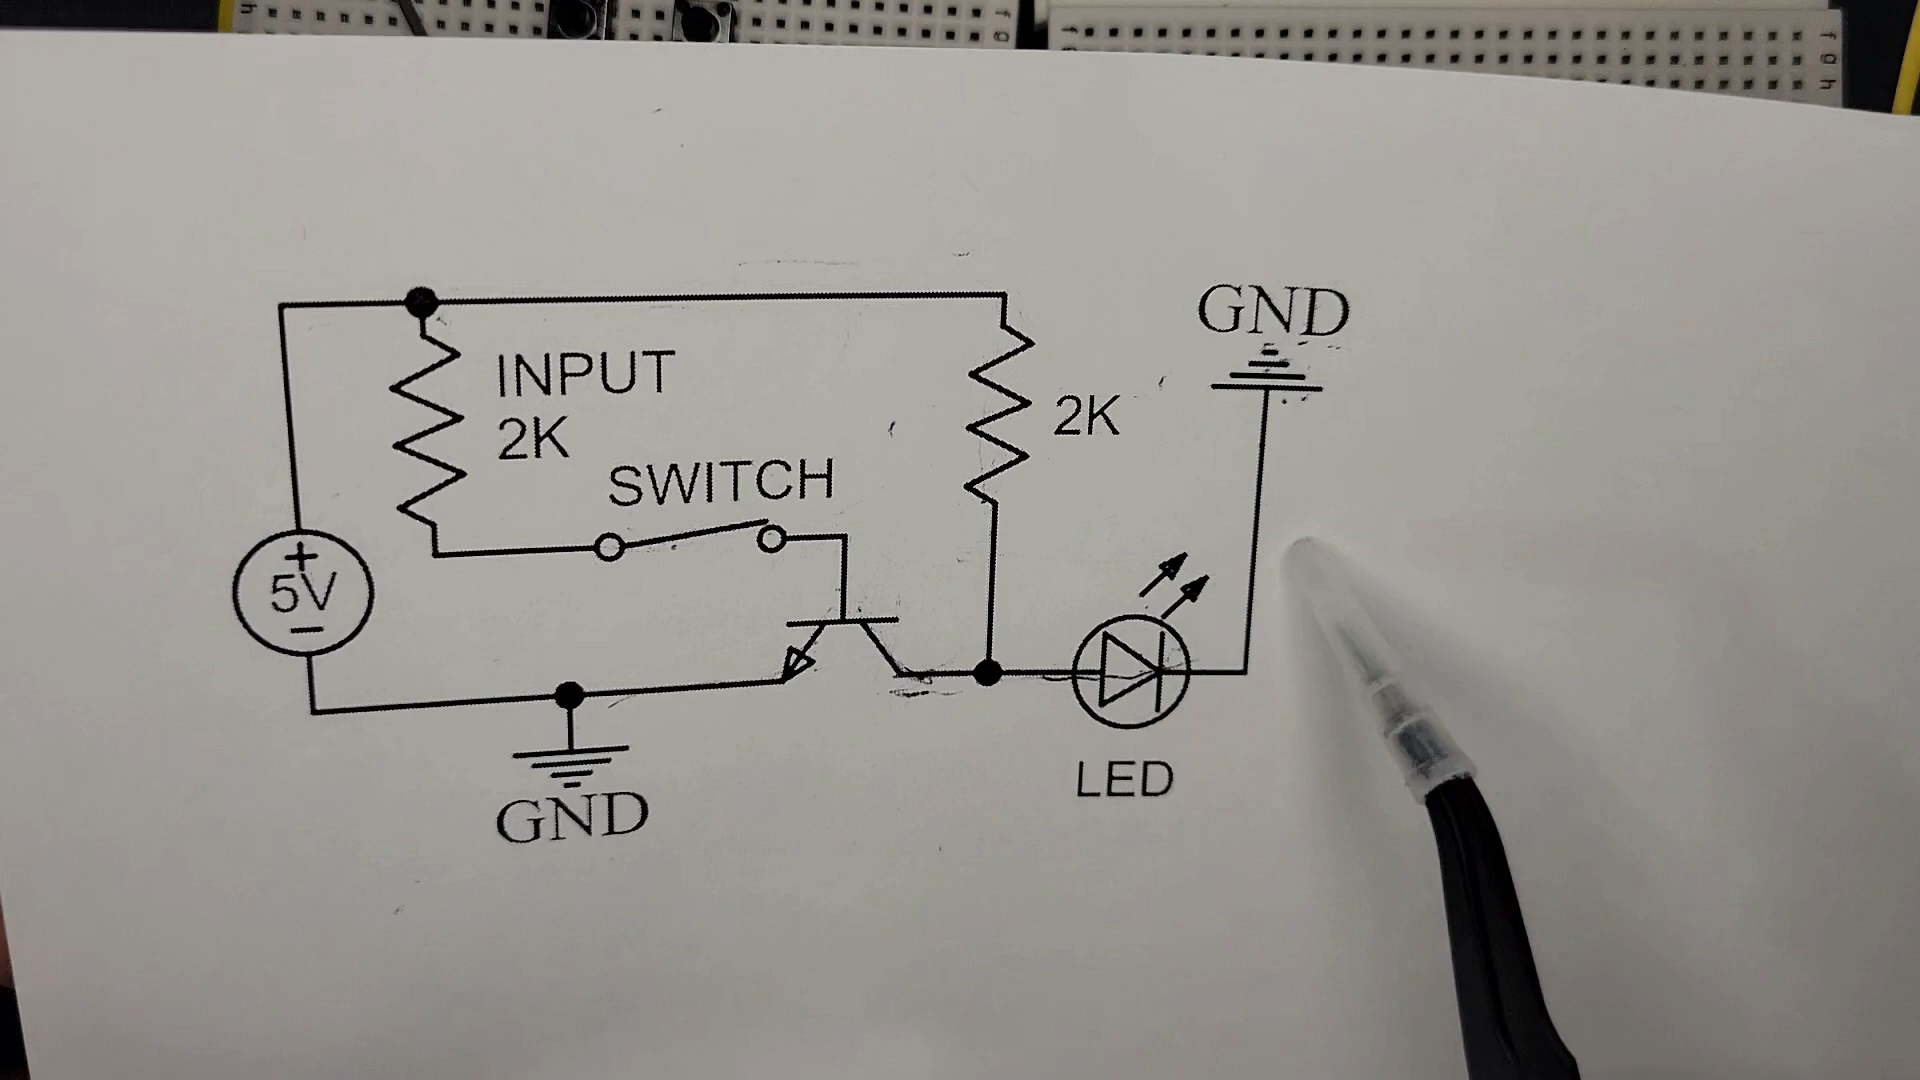 h
f
g
f
f
g
h
GND
INPUT
2K
2K
SWITCH
+
5V
−
LED
GND